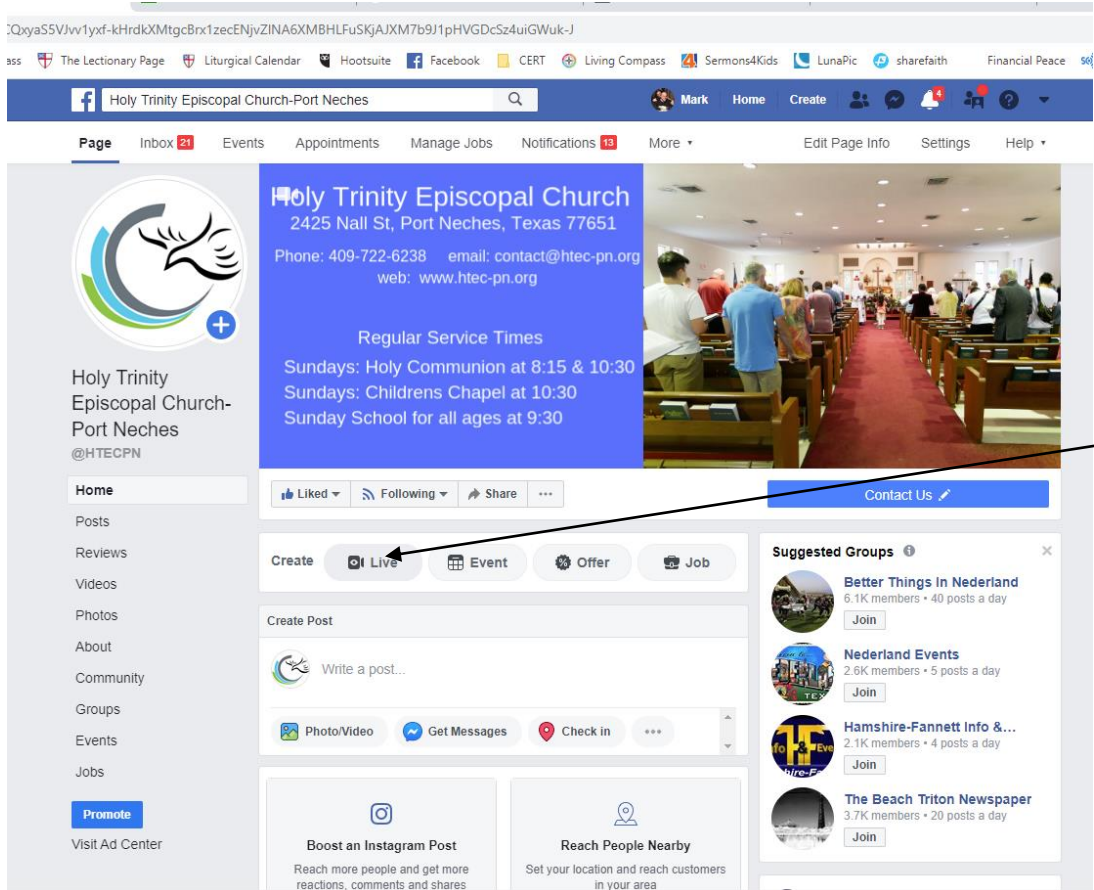 CQxyaS5VJvv1yxf-kHrdkXMtgcBrx1zecENjvZINA6XMBHLFuSKjAJXM7b9J1pHVGDcSz4uiGWuk-J
ass The Lectionary Page Liturgical Calendar Hootsuite Facebook CERT Living Compass Sermons4Kids LunaPic sharefaith Financial Peace
Holy Trinity Episcopal Church-Port Neches Mark Home Create 4
Page Inbox 21 Events Appointments Manage Jobs Notifications 13 More Edit Page Info Settings Help
Holy Trinity Episcopal Church
2425 Nall St, Port Neches, Texas 77651
Phone: 409-722-6238 email: contact@htec-pn.org
web: www.htec-pn.org
Regular Service Times
Sundays: Holy Communion at 8:15 & 10:30
Sundays: Childrens Chapel at 10:30
Sunday School for all ages at 9:30
Holy Trinity
Episcopal Church-
Port Neches
@HTECPN
Home
Posts
Reviews
Videos
Photos
About
Community
Groups
Events
Jobs
Promote
Visit Ad Center
Liked Following Share ...
Contact Us
Create Live Event Offer Job
Create Post
Write a post...
Photo/Video Get Messages Check in ...
Boost an Instagram Post
Reach more people and get more
reactions, comments and shares
Reach People Nearby
Set your location and reach customers
in your area
Suggested Groups
Better Things In Nederland
6.1K members • 40 posts a day
Join
Nederland Events
2.6K members • 5 posts a day
Join
Hamshire-Fannett Info &...
2.1K members • 4 posts a day
Join
The Beach Triton Newspaper
3.7K members • 20 posts a day
Join